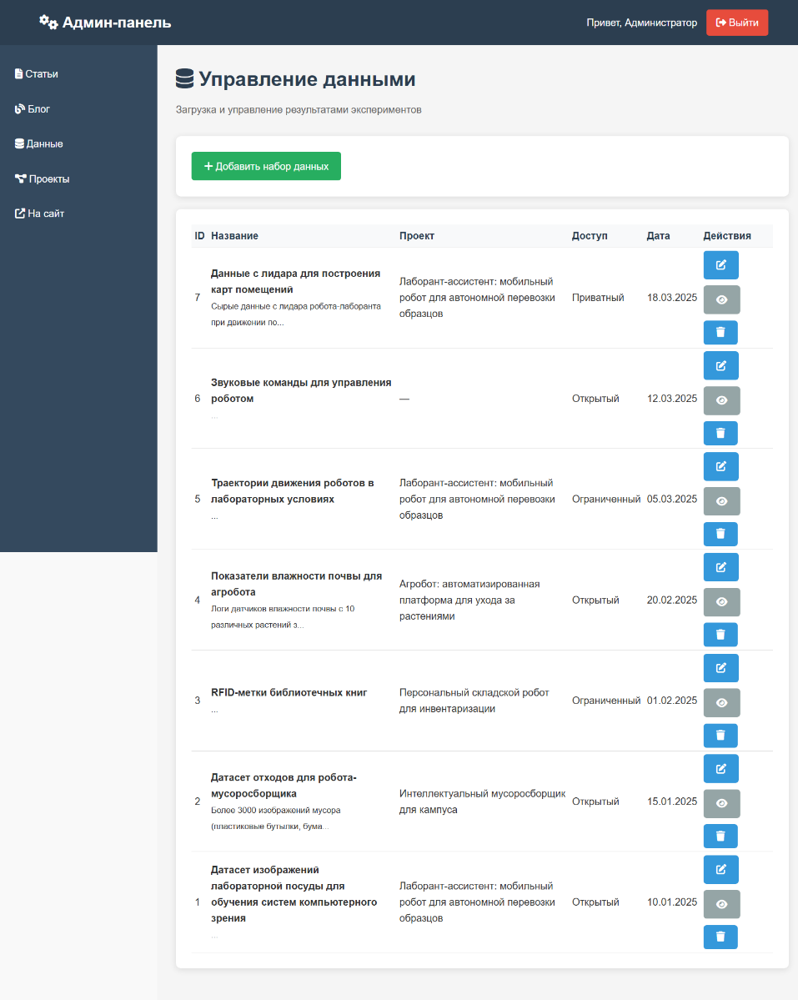 Админ-панель
Привет, Администратор
Выйти
Статьи
Блог
Данные
Проекты
На сайт
Управление данными
Загрузка и управление результатами экспериментов
+ Добавить набор данных
ID Название Проект Доступ Дата Действия
7
Данные с лидара для построения
карт помещений
Сырые данные с лидара робота-лаборанта
при движении по...
Лаборант-ассистент: мобильный
робот для автономной перевозки
образцов
Приватный
18.03.2025
6
Звуковые команды для управления
роботом
...
—
Открытый
12.03.2025
5
Траектории движения роботов в
лабораторных условиях
...
Лаборант-ассистент: мобильный
робот для автономной перевозки
образцов
Ограниченный
05.03.2025
4
Показатели влажности почвы для
агробота
Логи датчиков влажности почвы с 10
различных растений з...
Агробот: автоматизированная
платформа для ухода за
растениями
Открытый
20.02.2025
3
RFID-метки библиотечных книг
...
Персональный складской робот
для инвентаризации
Ограниченный
01.02.2025
2
Датасет отходов для робота-
мусоросборщика
Более 3000 изображений мусора
(пластиковые бутылки, бума...
Интеллектуальный мусоросборщик
для кампуса
Открытый
15.01.2025
1
Датасет изображений
лабораторной посуды для
обучения систем компьютерного
зрения
...
Лаборант-ассистент: мобильный
робот для автономной перевозки
образцов
Открытый
10.01.2025